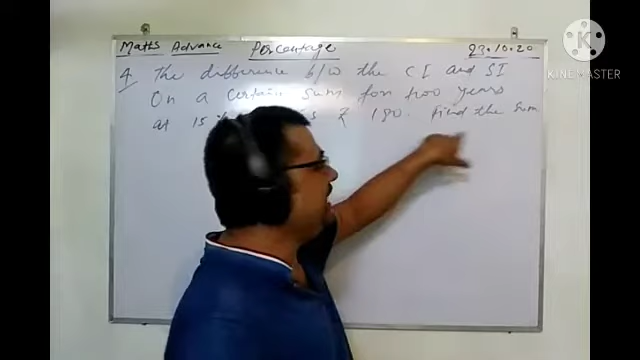 Maths Advance Percentage 23.10.20
4. The difference b/w the CI and SI
On a certain sum for two years
at 15 % is ₹ 180. find the sum
KINEMASTER